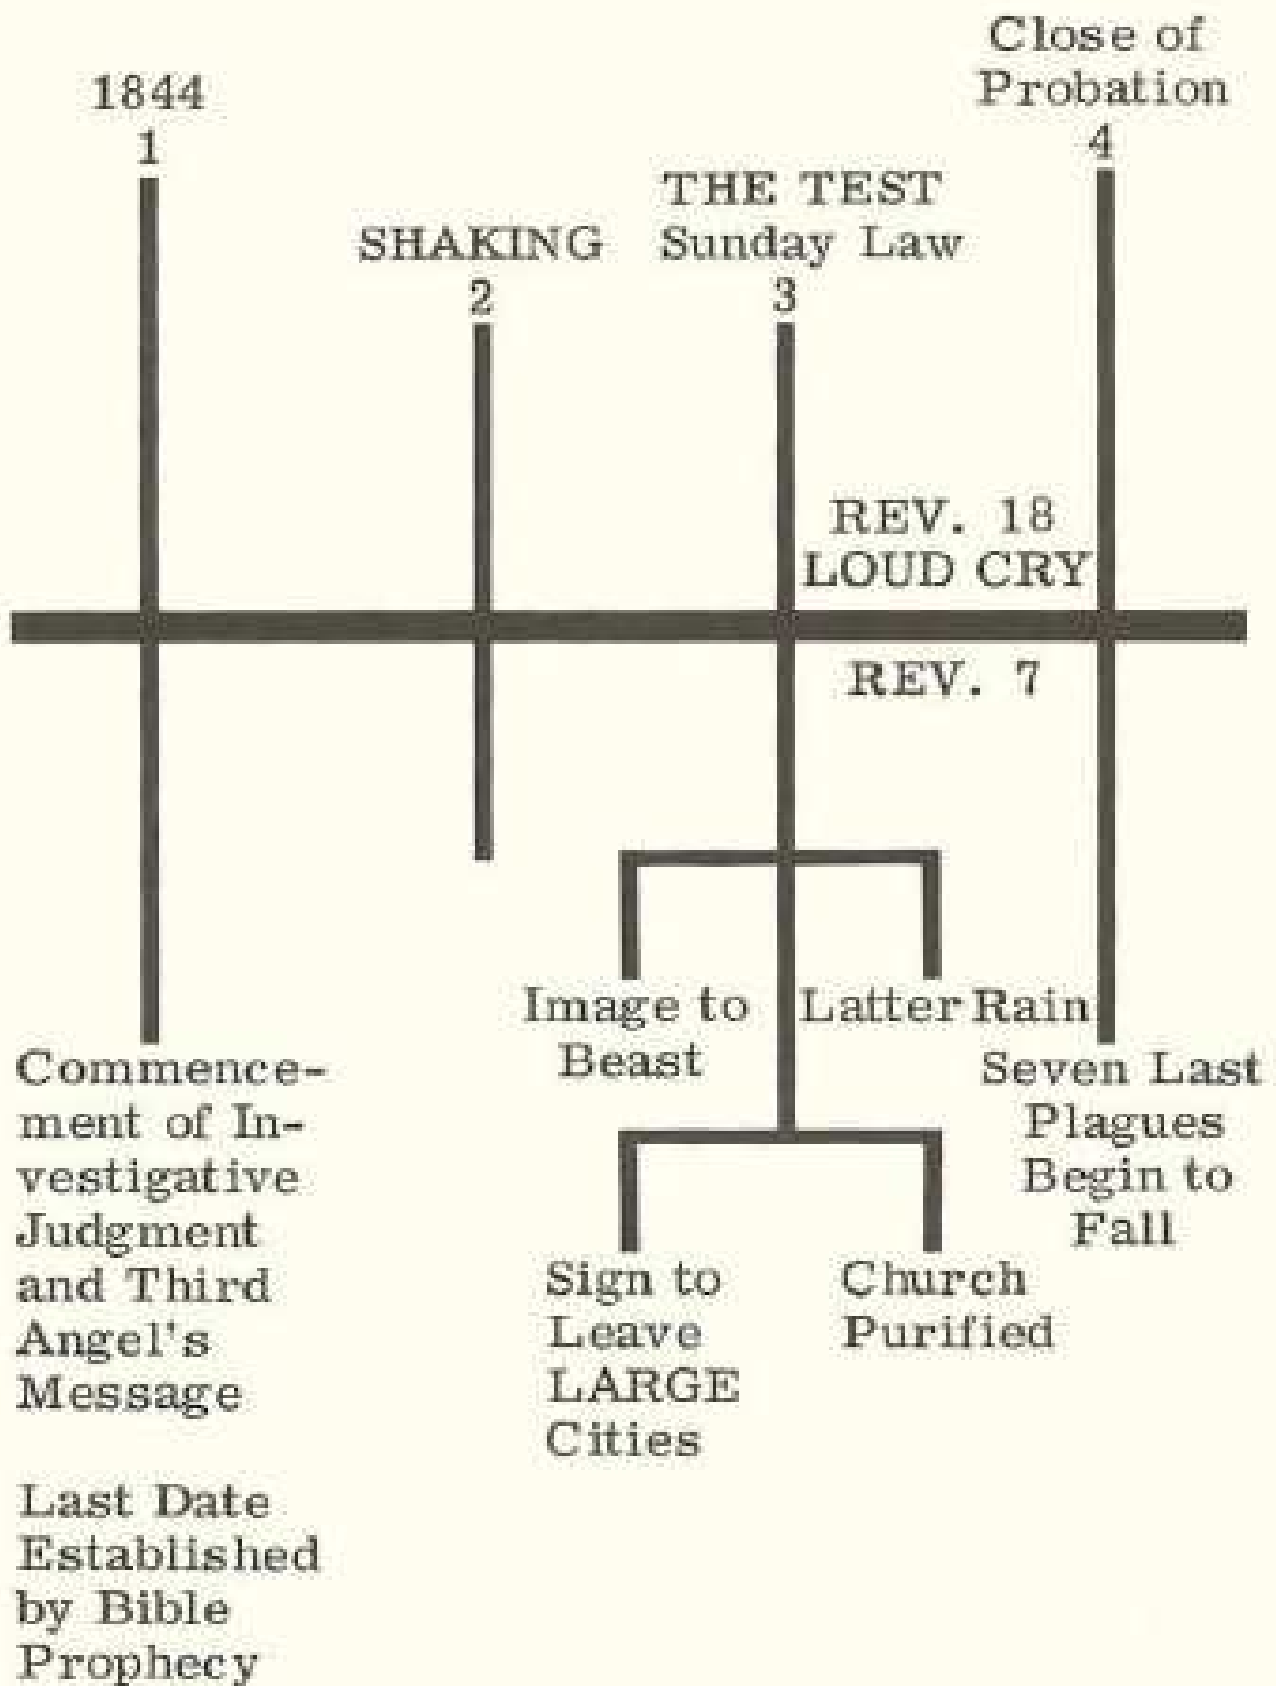 1844
1
SHAKING
2
THE TEST
Sunday Law
3
Close of
Probation
4
REV. 18
LOUD CRY
REV. 7
Commence-
ment of In-
vestigative
Judgment
and Third
Angel's
Message
Last Date
Established
by Bible
Prophecy
Image to
Beast
Latter Rain
Sign to
Leave
LARGE
Cities
Church
Purified
Seven Last
Plagues
Begin to
Fall